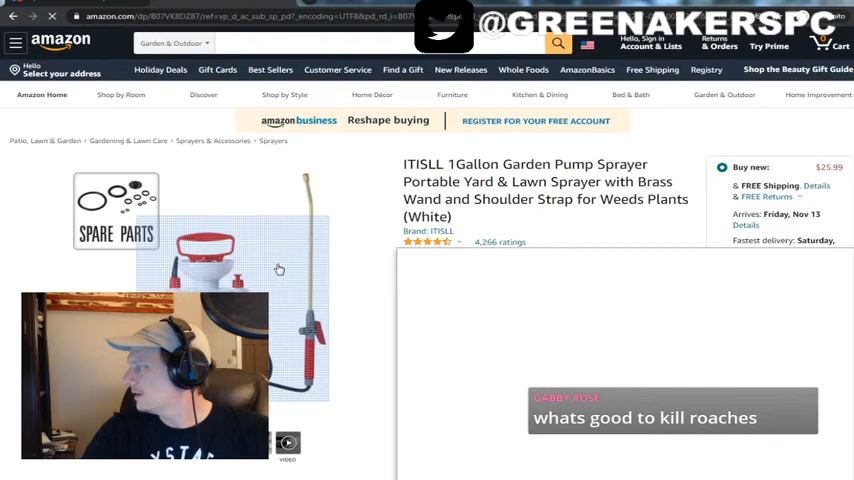 amazon.com/dp/B07VK8DZ87/ref=vp_d_ac_sub_sp_pd?_encoding=UTF8&pd_rd_i=B07
@GREENAKERSPC
amazon
Garden & Outdoor
Hello, Sign in
Account & Lists
Returns
& Orders
Try Prime
0
Cart
Hello
Select your address
Holiday Deals
Gift Cards
Best Sellers
Customer Service
Find a Gift
New Releases
Whole Foods
AmazonBasics
Free Shipping
Registry
Shop the Beauty Gift Guide
Amazon Home
Shop by Room
Discover
Shop by Style
Home Décor
Furniture
Kitchen & Dining
Bed & Bath
Garden & Outdoor
Home Improvement
amazon business Reshape buying REGISTER FOR YOUR FREE ACCOUNT
Patio, Lawn & Garden › Gardening & Lawn Care › Sprayers & Accessories › Sprayers
SPARE PARTS
ITISLL 1Gallon Garden Pump Sprayer
Portable Yard & Lawn Sprayer with Brass
Wand and Shoulder Strap for Weeds Plants
(White)
Brand: ITISLL
4,266 ratings
Buy new: $25.99
& FREE Shipping. Details
& FREE Returns
Arrives: Friday, Nov 13
Details
Fastest delivery: Saturday,
GABBY ROSE
whats good to kill roaches
VIDEO